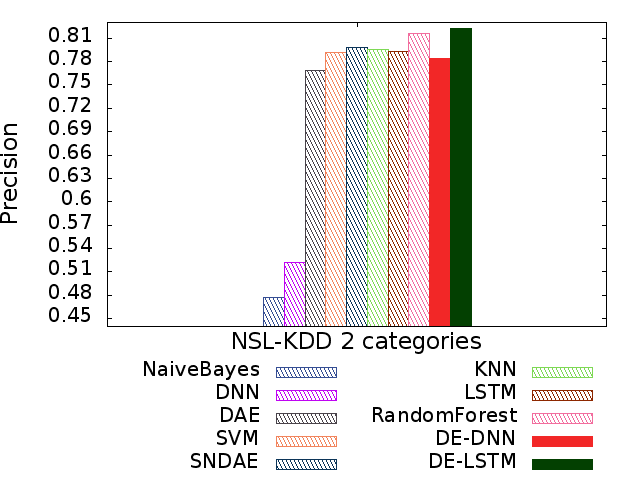 0.81
0.78
0.75
0.72
0.69
0.66
0.63
0.6
0.57
0.54
0.51
0.48
0.45
Precision
NSL-KDD 2 categories
NaiveBayes
DNN
DAE
SVM
SNDAE
KNN
LSTM
RandomForest
DE-DNN
DE-LSTM